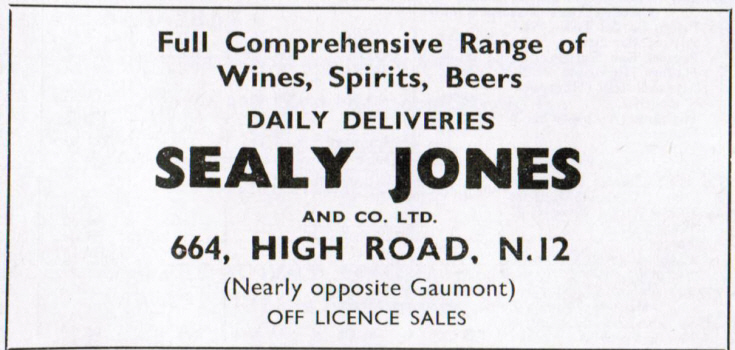 Full Comprehensive Range of
Wines, Spirits, Beers
DAILY DELIVERIES
SEALY JONES
AND CO. LTD.
664, HIGH ROAD, N.12
(Nearly opposite Gaumont)
OFF LICENCE SALES